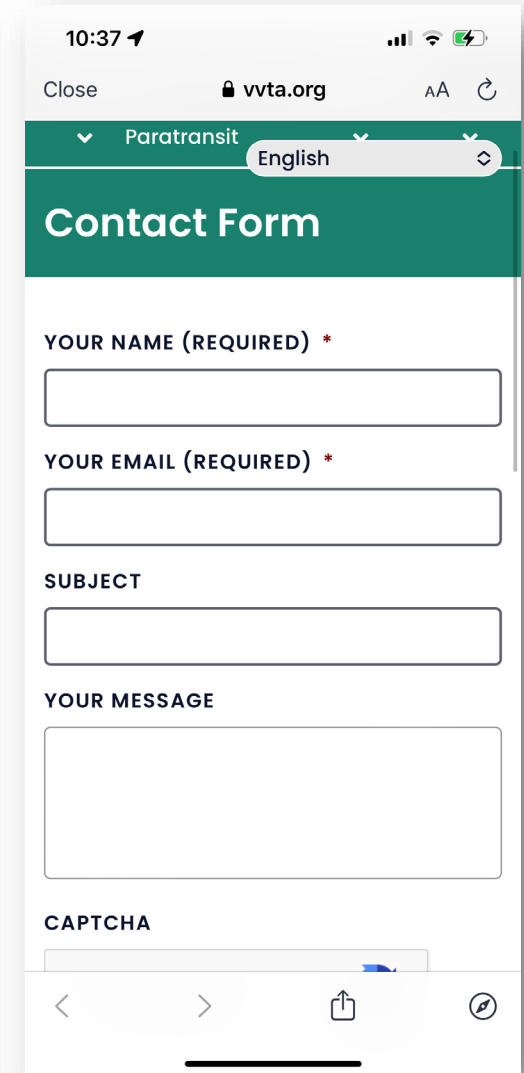 10:37
Close
vvta.org
AA
Paratransit
English
Contact Form
YOUR NAME (REQUIRED) *
YOUR EMAIL (REQUIRED) *
SUBJECT
YOUR MESSAGE
CAPTCHA